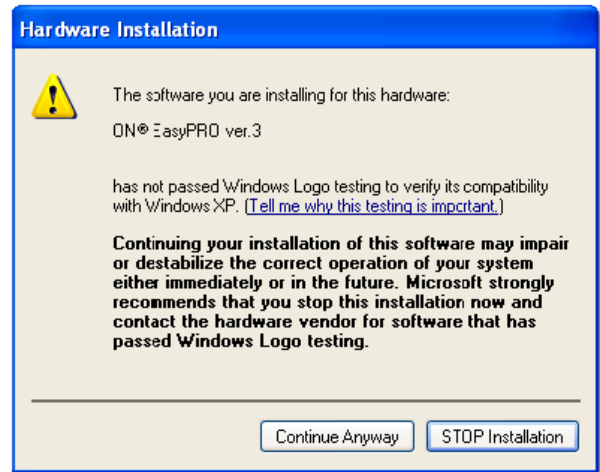 Hardware Installation
The software you are installing for this hardware:
ON® EasyPRO ver.3
has not passed Windows Logo testing to verify its compatibility
with Windows XP. (Tell me why this testing is important.)
Continuing your installation of this software may impair
or destabilize the correct operation of your system
either immediately or in the future. Microsoft strongly
recommends that you stop this installation now and
contact the hardware vendor for software that has
passed Windows Logo testing.
Continue Anyway
STOP Installation